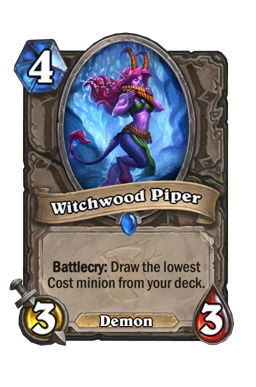 4
Witchwood Piper
Battlecry: Draw the lowest
Cost minion from your deck.
3
Demon
3